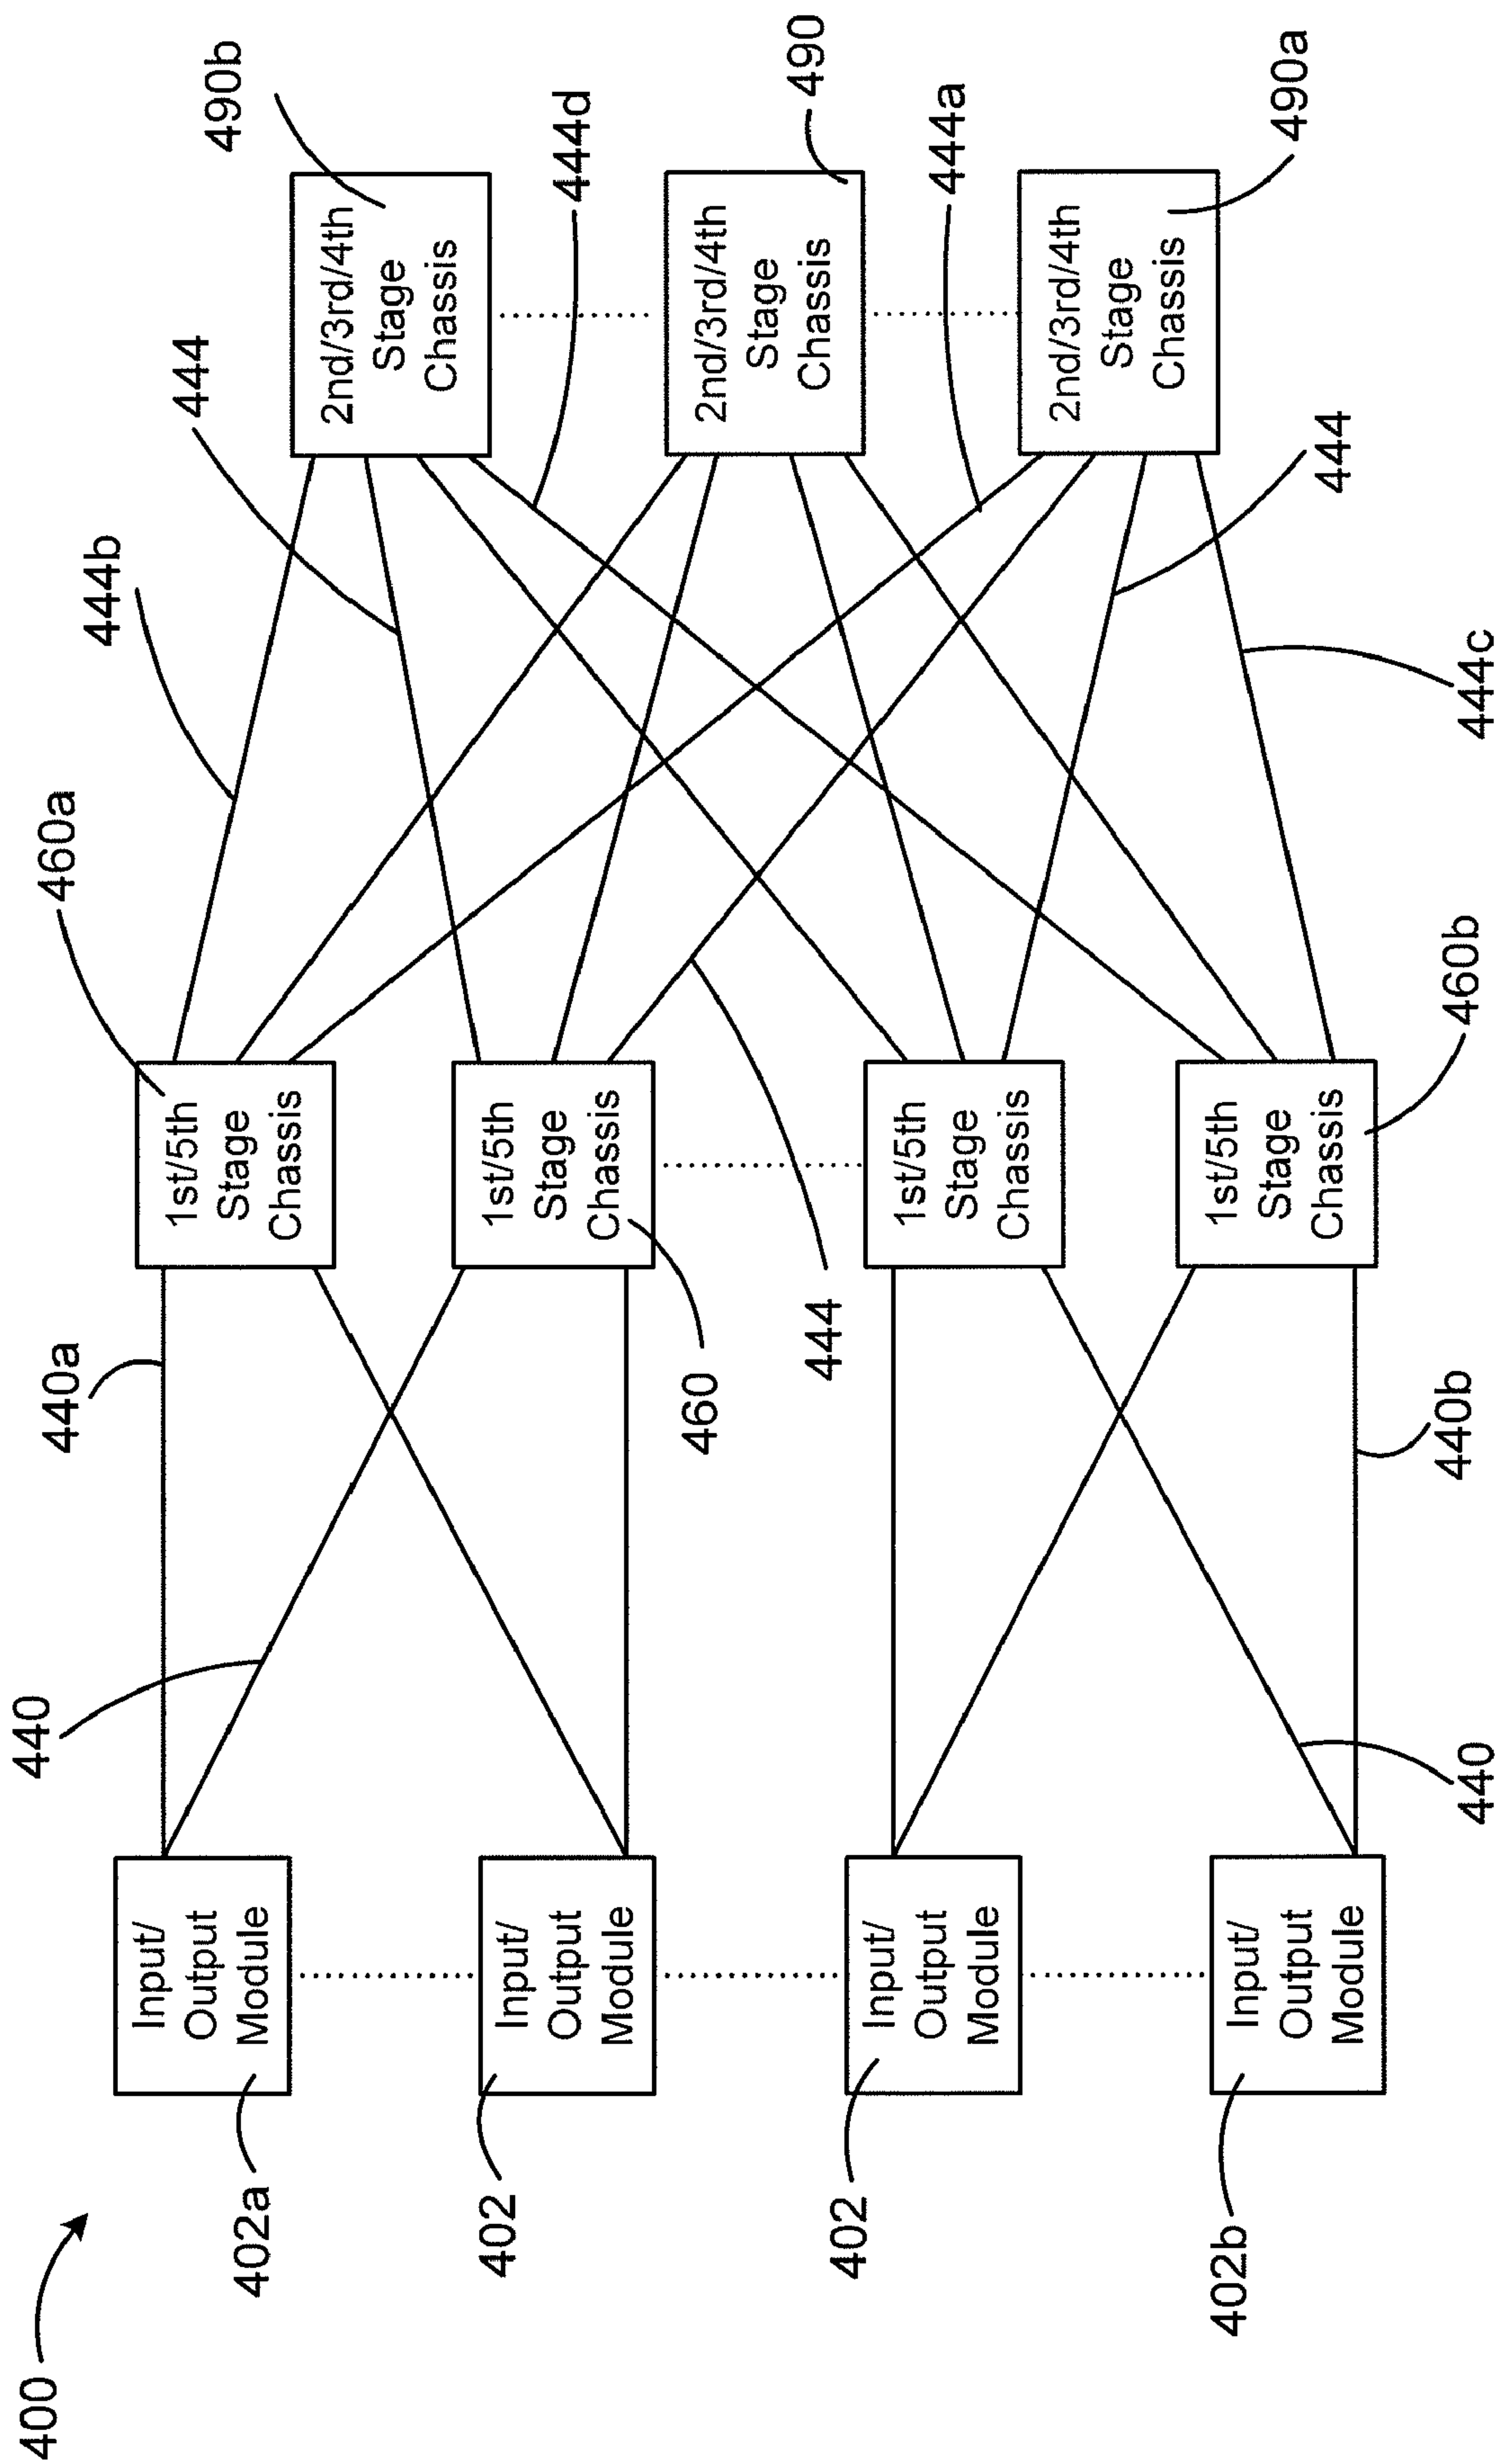 400
402a
402
402
402b
Input/
Output
Module
Input/
Output
Module
Input/
Output
Module
Input/
Output
Module
440
440a
440
440b
460a
460
444
460b
1st/5th
Stage
Chassis
1st/5th
Stage
Chassis
1st/5th
Stage
Chassis
1st/5th
Stage
Chassis
444b
444
444d
444a
444
444c
490b
490
490a
2nd/3rd/4th
Stage
Chassis
2nd/3rd/4th
Stage
Chassis
2nd/3rd/4th
Stage
Chassis